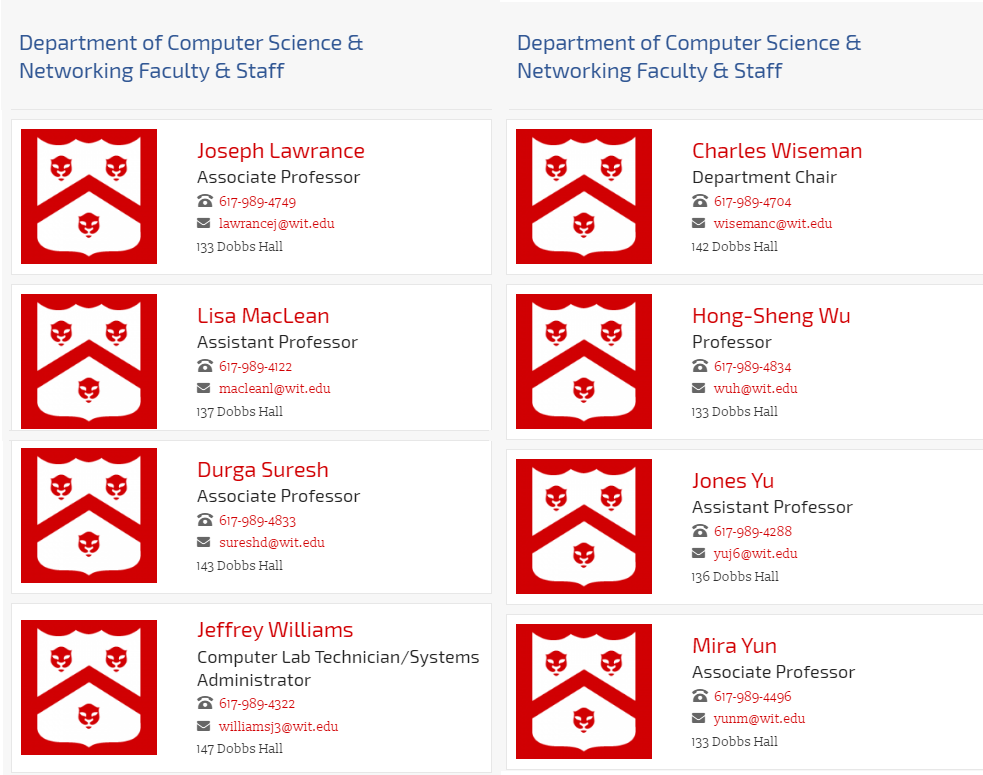 Department of Computer Science &
Networking Faculty & Staff
Joseph Lawrance
Associate Professor
617-989-4749
lawrancej@wit.edu
133 Dobbs Hall
Lisa MacLean
Assistant Professor
617-989-4122
macleanl@wit.edu
137 Dobbs Hall
Durga Suresh
Associate Professor
617-989-4833
sureshd@wit.edu
143 Dobbs Hall
Jeffrey Williams
Computer Lab Technician/Systems
Administrator
617-989-4322
williamsj3@wit.edu
147 Dobbs Hall
Department of Computer Science &
Networking Faculty & Staff
Charles Wiseman
Department Chair
617-989-4704
wisemanc@wit.edu
142 Dobbs Hall
Hong-Sheng Wu
Professor
617-989-4834
wuh@wit.edu
133 Dobbs Hall
Jones Yu
Assistant Professor
617-989-4288
yuj6@wit.edu
136 Dobbs Hall
Mira Yun
Associate Professor
617-989-4496
yunm@wit.edu
133 Dobbs Hall